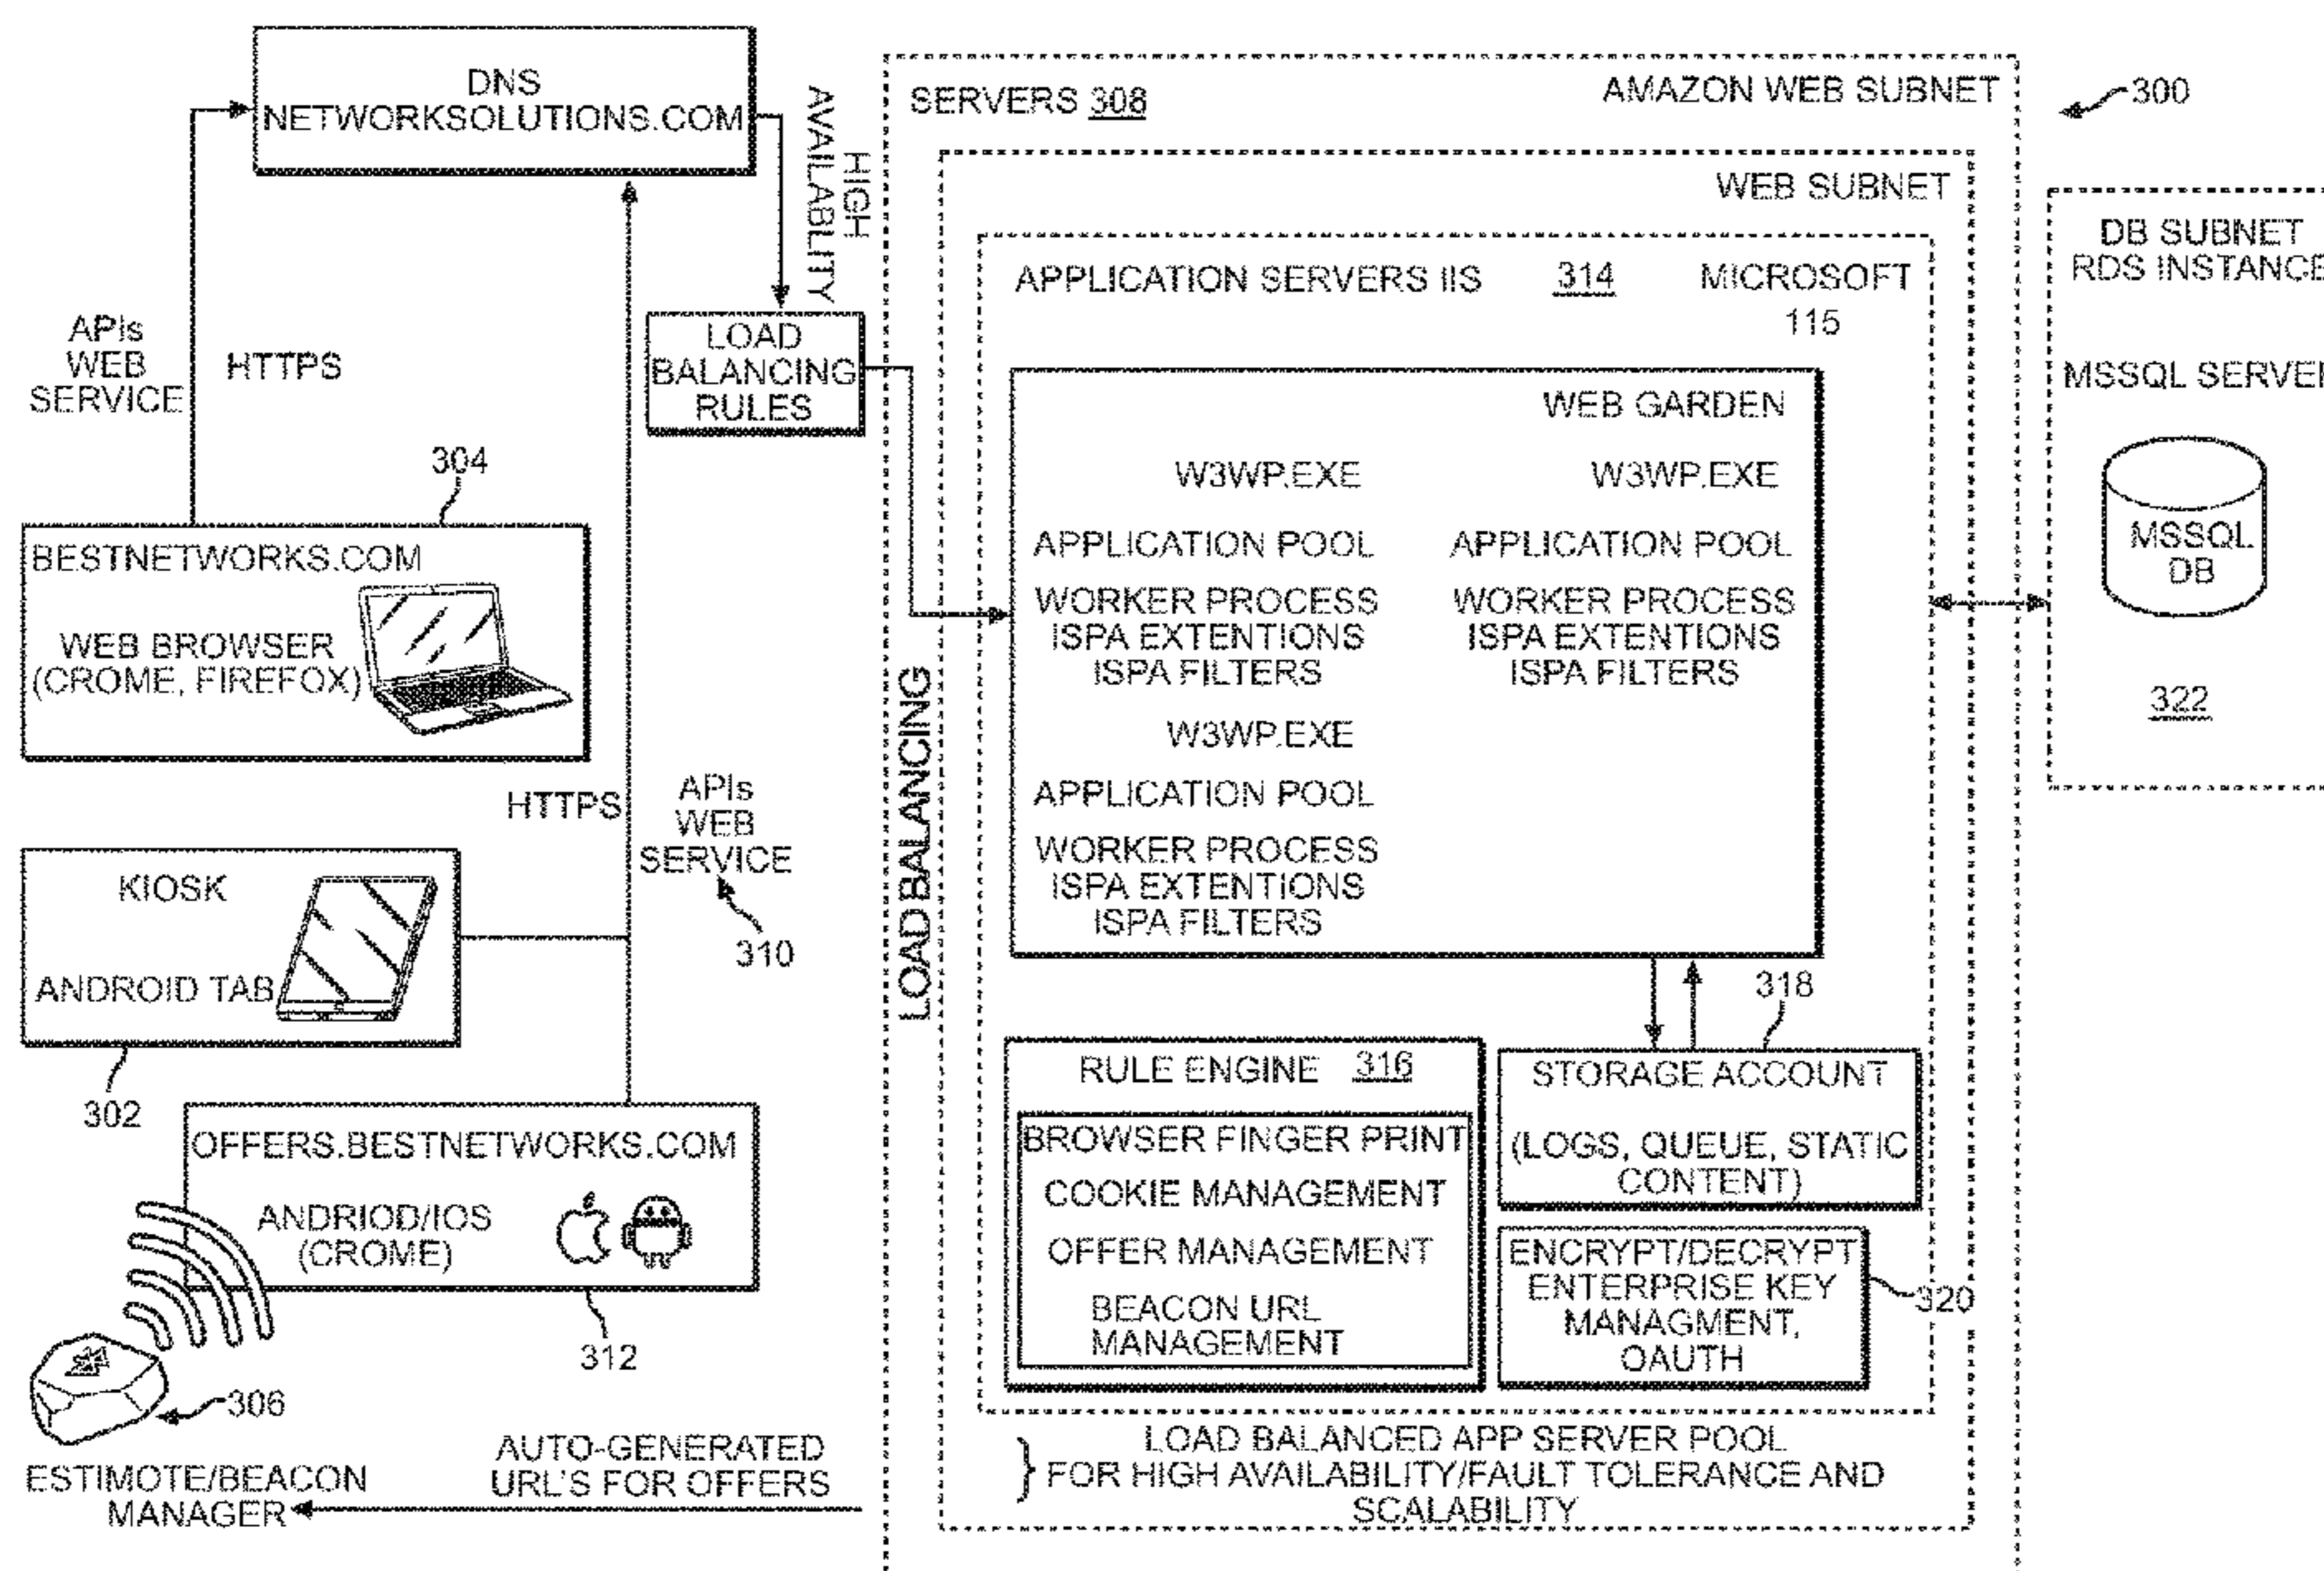 DNS
NETWORKSOLUTIONS.COM
HIGH
AVAILABLITY
APIs
WEB
SERVICE
HTTPS
LOAD
BALANCING
RULES
304
BESTNETWORKS.COM
WEB BROWSER
(CROME, FIREFOX)
HTTPS
APIs
WEB
SERVICE
310
KIOSK
ANDROID TAB
302
OFFERS.BESTNETWORKS.COM
ANDRIOD/IOS
(CROME)
312
306
ESTIMOTE/BEACON
MANAGER
AUTO-GENERATED
URL'S FOR OFFERS
LOAD BALANCING
SERVERS 308
AMAZON WEB SUBNET
300
WEB SUBNET
APPLICATION SERVERS IIS 314 MICROSOFT
115
WEB GARDEN
W3WP.EXE
APPLICATION POOL
WORKER PROCESS
ISPA EXTENTIONS
ISPA FILTERS
W3WP.EXE
APPLICATION POOL
WORKER PROCESS
ISPA EXTENTIONS
ISPA FILTERS
W3WP.EXE
APPLICATION POOL
WORKER PROCESS
ISPA EXTENTIONS
ISPA FILTERS
RULE ENGINE 316
BROWSER FINGER PRINT
COOKIE MANAGEMENT
OFFER MANAGEMENT
BEACON URL
MANAGEMENT
318
STORAGE ACCOUNT
(LOGS, QUEUE, STATIC
CONTENT)
ENCRYPT/DECRYPT
ENTERPRISE KEY
MANAGMENT,
OAUTH
320
LOAD BALANCED APP SERVER POOL
} FOR HIGH AVAILABILITY/FAULT TOLERANCE AND
SCALABILITY
DB SUBNET
RDS INSTANCE
MSSQL SERVER
MSSQL
DB
322